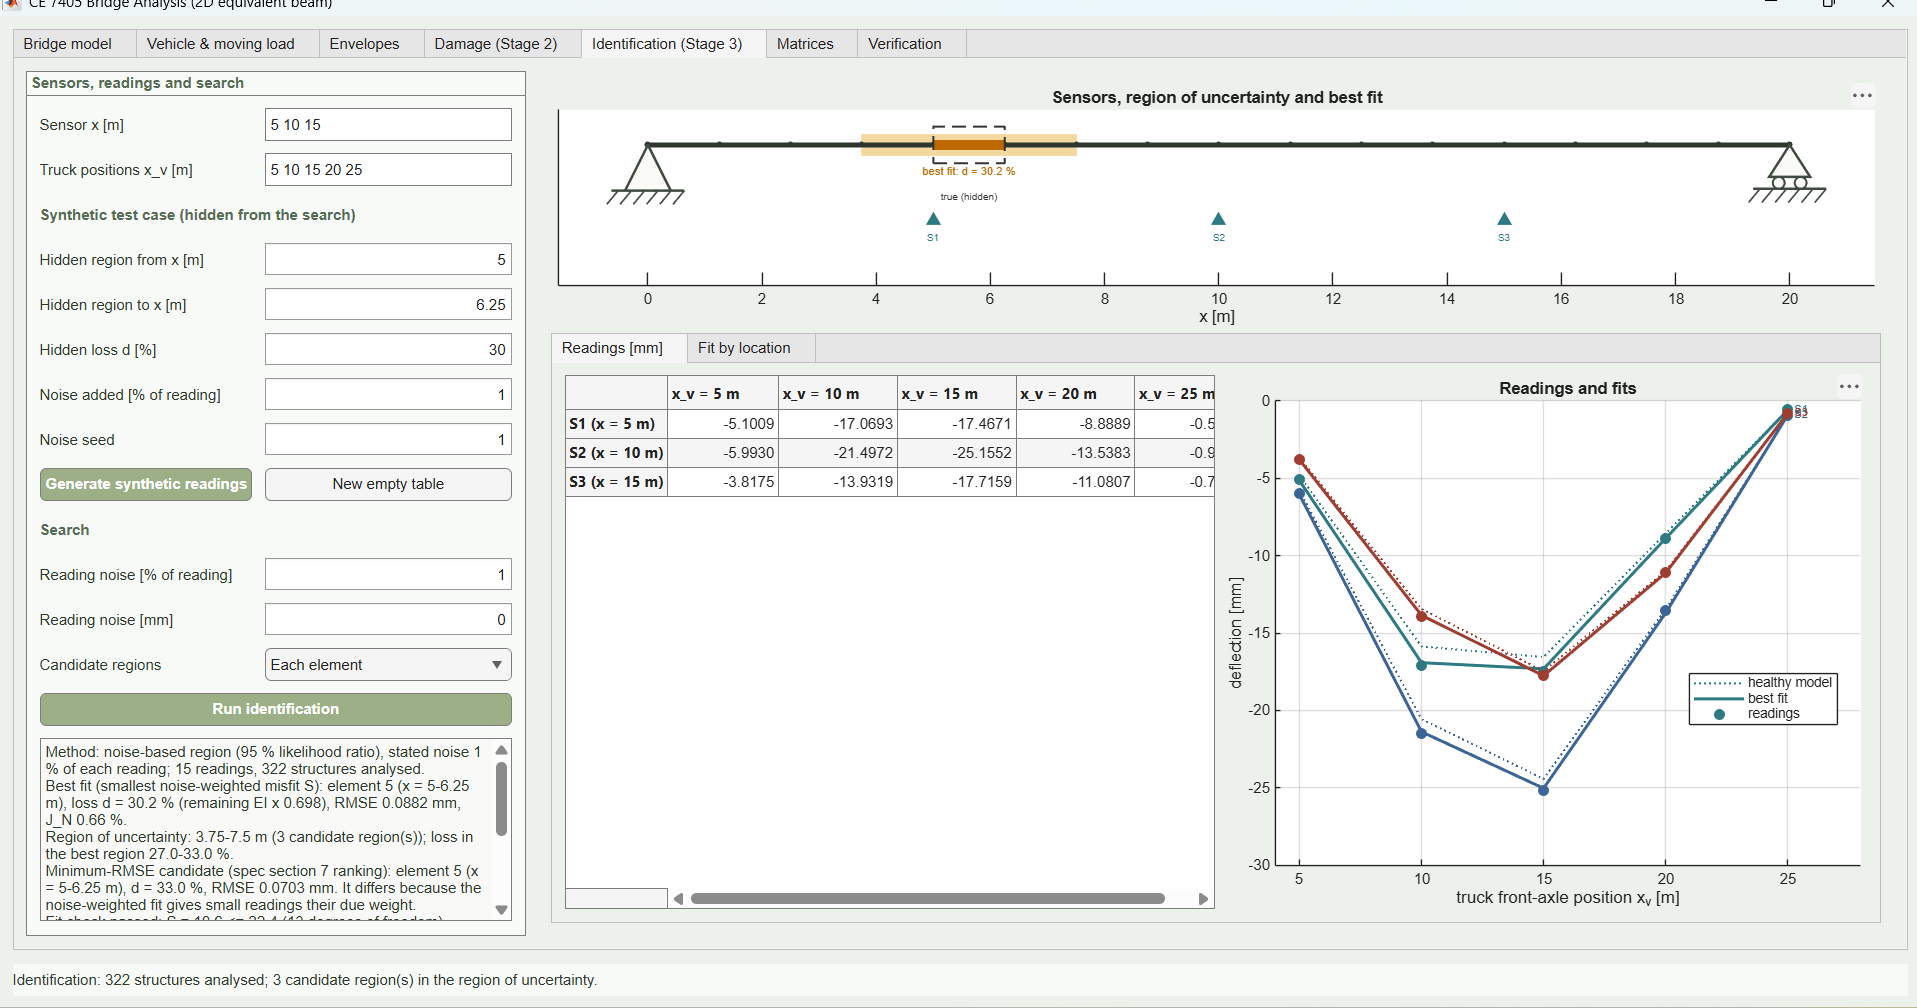 CE 7405 Bridge Analysis (2D equivalent beam)
Bridge model
Vehicle & moving load
Envelopes
Damage (Stage 2)
Identification (Stage 3)
Matrices
Verification
Sensors, readings and search
Sensor x [m]
5 10 15
Truck positions x_v [m]
5 10 15 20 25
Synthetic test case (hidden from the search)
Hidden region from x [m]
5
Hidden region to x [m]
6.25
Hidden loss d [%]
30
Noise added [% of reading]
1
Noise seed
1
Generate synthetic readings
New empty table
Search
Reading noise [% of reading]
1
Reading noise [mm]
0
Candidate regions
Each element
Run identification
Method: noise-based region (95 % likelihood ratio), stated noise 1
% of each reading; 15 readings, 322 structures analysed.
Best fit (smallest noise-weighted misfit S): element 5 (x = 5-6.25
m), loss d = 30.2 % (remaining EI x 0.698), RMSE 0.0882 mm,
J_N 0.66 %.
Region of uncertainty: 3.75-7.5 m (3 candidate region(s)); loss in
the best region 27.0-33.0 %.
Minimum-RMSE candidate (spec section 7 ranking): element 5 (x
= 5-6.25 m), d = 33.0 %, RMSE 0.0703 mm. It differs because the
noise-weighted fit gives small readings their due weight.
Sensors, region of uncertainty and best fit
best fit: d = 30.2 %
true (hidden)
S1
S2
S3
0 2 4 6 8 10 12 14 16 18 20
x [m]
Readings [mm]
Fit by location
x_v = 5 m x_v = 10 m x_v = 15 m x_v = 20 m x_v = 25 m
S1 (x = 5 m) -5.1009 -17.0693 -17.4671 -8.8889 -0.5
S2 (x = 10 m) -5.9930 -21.4972 -25.1552 -13.5383 -0.9
S3 (x = 15 m) -3.8175 -13.9319 -17.7159 -11.0807 -0.7
Readings and fits
0
-5
-10
-15
-20
-25
-30
deflection [mm]
healthy model
best fit
readings
5 10 15 20 25
truck front-axle position xv [m]
Identification: 322 structures analysed; 3 candidate region(s) in the region of uncertainty.